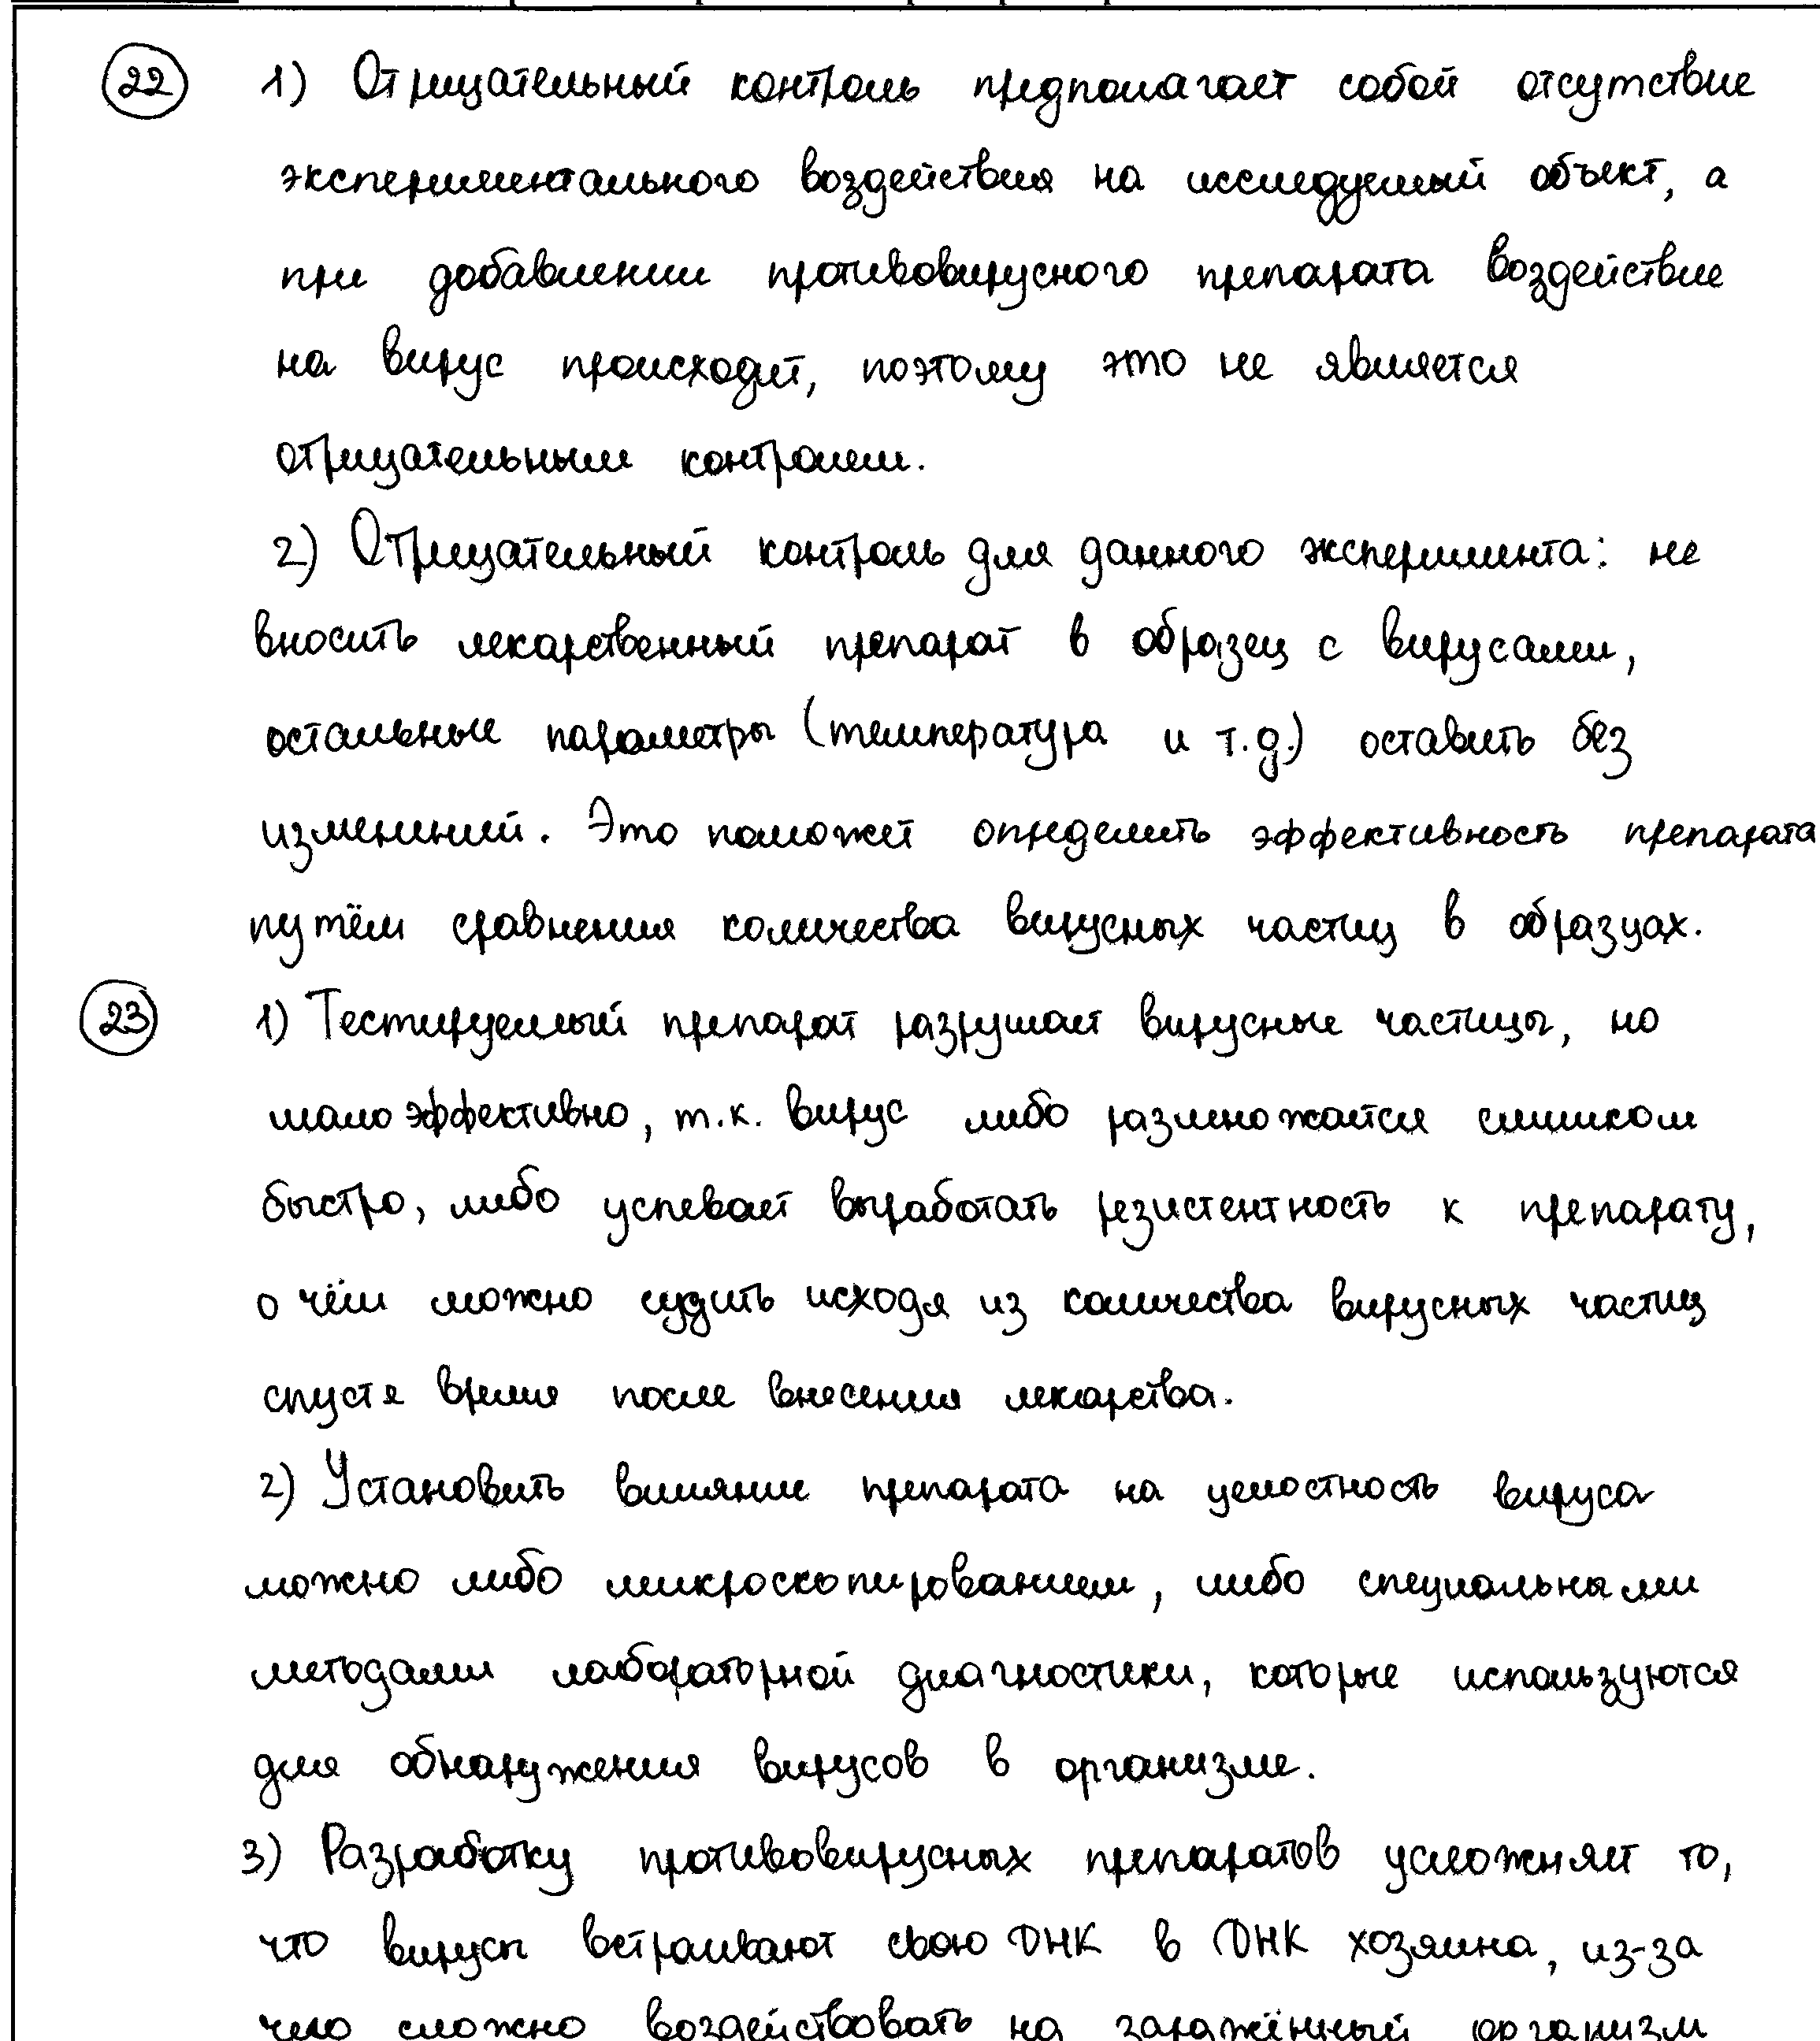 22 1) Отрицательный контроль предполагает собой отсутствие
экспериментального воздействия на исследуемый объект, а
при добавлении противовирусного препарата воздействие
на вирус происходит, поэтому это не является
отрицательным контролем.
2) Отрицательный контроль для данного эксперимента: не
вносить лекарственный препарат в образец с вирусами,
остальные параметры (температура и т.д.) оставить без
изменений. Это поможет определить эффективность препарата
путём сравнения количества вирусных частиц в образцах.
23 1) Тестируемый препарат разрушает вирусные частицы, но
мало эффективно, т.к. вирус либо размножается слишком
быстро, либо успевает выработать резистентность к препарату,
о чём можно судить исходя из количества вирусных частиц
спустя время после внесения лекарства.
2) Установить влияние препарата на целостность вируса
можно либо микроскопированием, либо специальными
методами лабораторной диагностики, которые используются
для обнаружения вирусов в организме.
3) Разработку противовирусных препаратов усложняет то,
что вирусы встраивают свою ДНК в ДНК хозяина, из-за
чего сложно воздействовать на заражённый организм